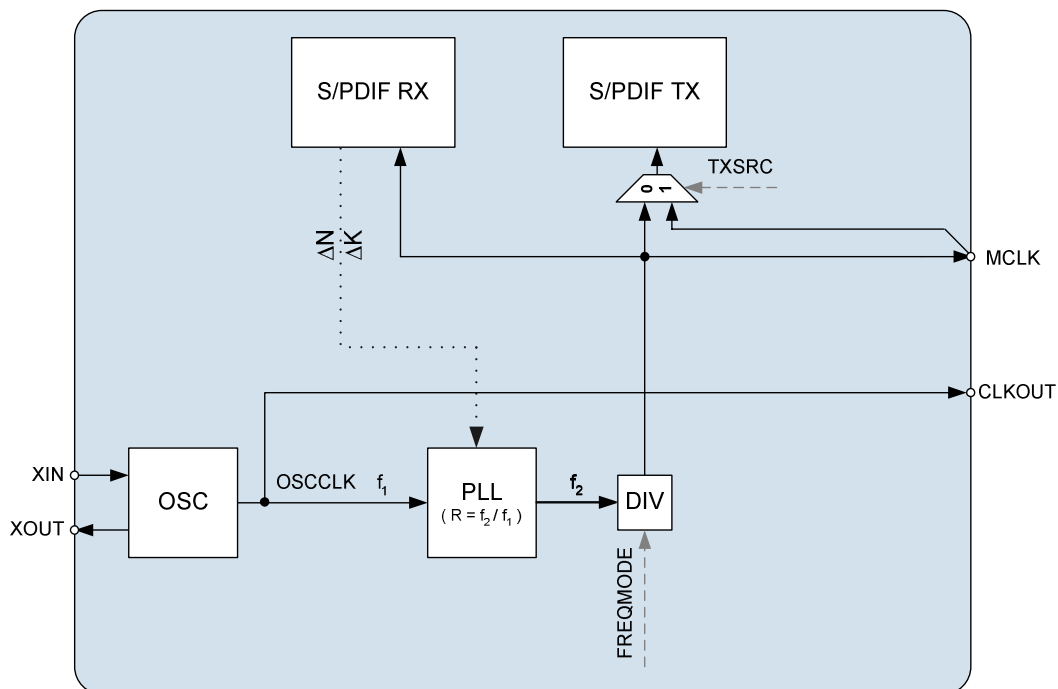 S/PDIF RX
S/PDIF TX
TXSRC
0
1
ΔN
ΔK
MCLK
CLKOUT
XIN
XOUT
OSC
OSCCLK f₁
PLL
( R = f₂ / f₁ )
f₂
DIV
FREQMODE